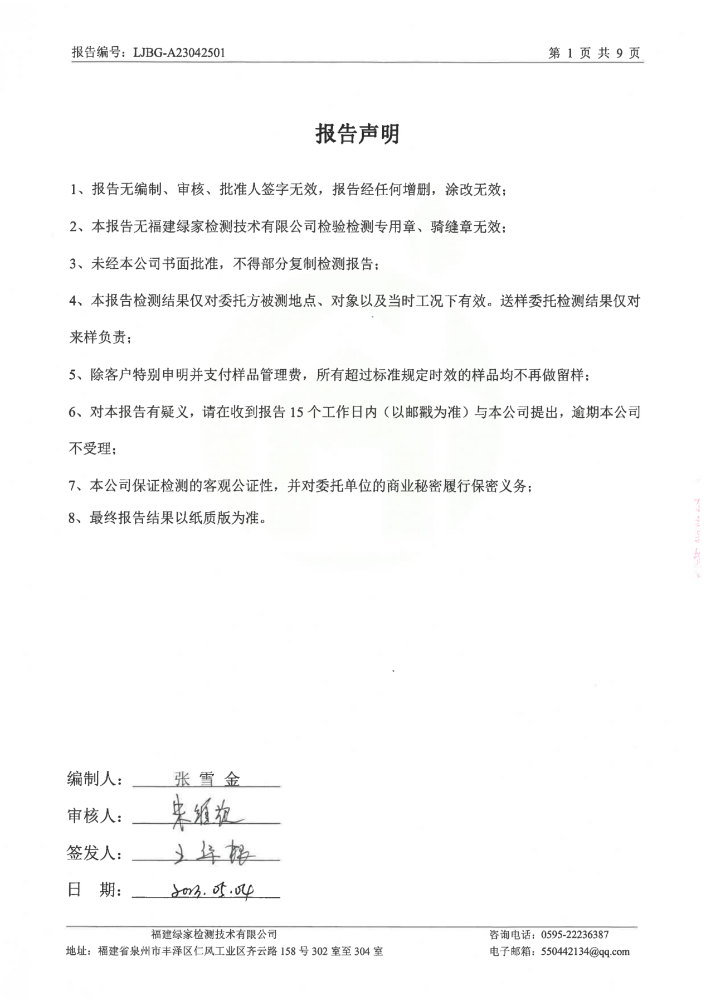 报告编号：LJBG-A23042501
第 1 页 共 9 页
报告声明
1、报告无编制、审核、批准人签字无效，报告经任何增删，涂改无效；
2、本报告无福建绿家检测技术有限公司检验检测专用章、骑缝章无效；
3、未经本公司书面批准，不得部分复制检测报告；
4、本报告检测结果仅对委托方被测地点、对象以及当时工况下有效。送样委托检测结果仅对
来样负责；
5、除客户特别申明并支付样品管理费，所有超过标准规定时效的样品均不再做留样；
6、对本报告有疑义，请在收到报告 15 个工作日内（以邮戳为准）与本公司提出，逾期本公司
不受理；
7、本公司保证检测的客观公证性，并对委托单位的商业秘密履行保密义务；
8、最终报告结果以纸质版为准。
编制人：张雪金
审核人：
签发人：
日 期：2023.05.04
福建绿家检测技术有限公司
咨询电话：0595-22236387
地址：福建省泉州市丰泽区仁风工业区齐云路 158 号 302 室至 304 室
电子邮箱：550442134@qq.com